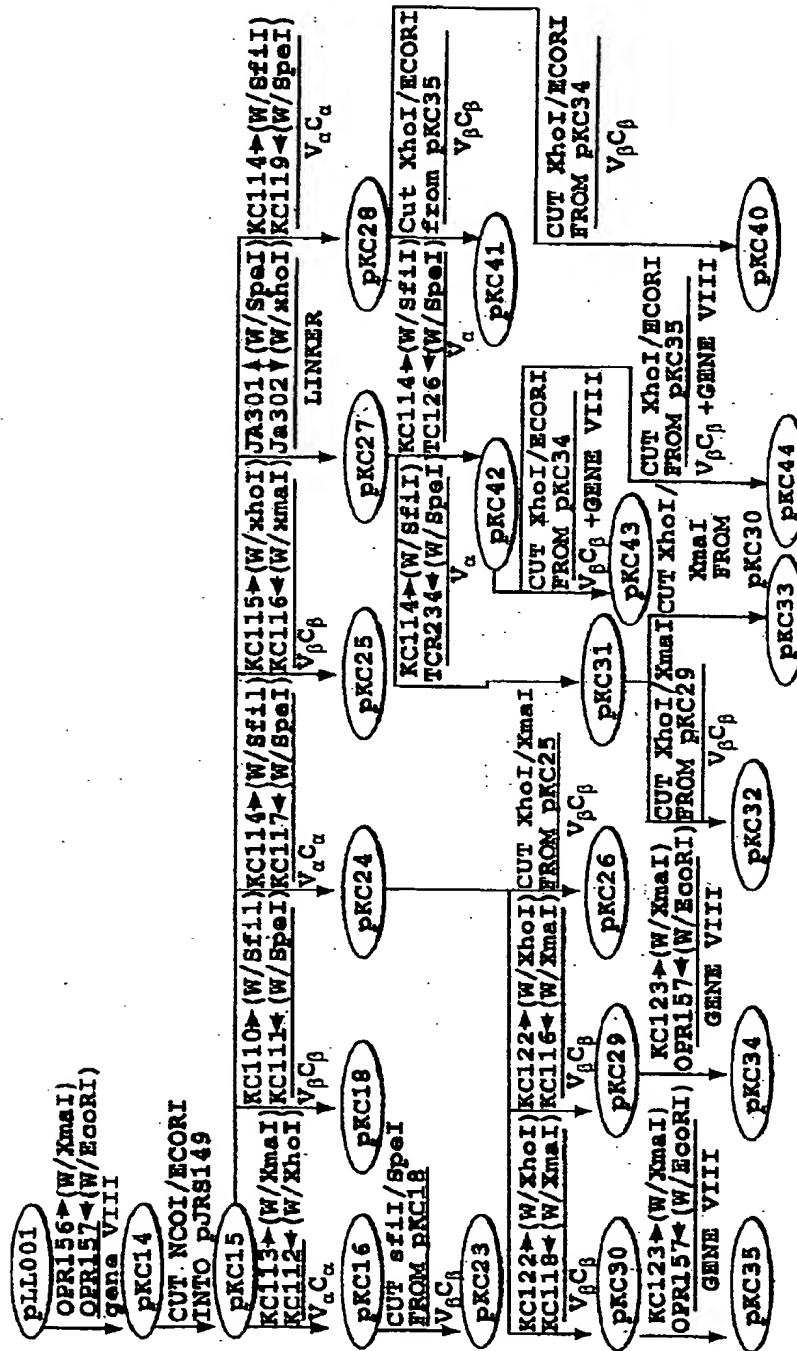 pLL001
OPR156→(W/XmaI)
OPR157←(W/EcoRI)
gene VIII
pKC14
CUT NCOI/ECORI
INTO pJRS149
pKC15
KC113→(W/XmaI)
KC112←(W/XhoI)
VαCα
KC110→(W/SfiI)
KC111←(W/SpeI)
VβCβ
KC114→(W/SfiI)
KC117←(W/SpeI)
VαCα
KC115→(W/xhoI)
KC116←(W/xmaI)
VβCβ
JA301→(W/SpeI)
Ja302←(W/xhoI)
LINKER
KC114→(W/SfiI)
KC119←(W/SpeI)
VαCα
pKC16
pKC18
pKC24
pKC25
pKC27
pKC28
CUT sfiI/SpeI
FROM pKC18
VβCβ
pKC23
KC122→(W/XhoI)
KC118←(W/XmaI)
VβCβ
KC122→(W/XhoI)
KC116←(W/XmaI)
VβCβ
CUT XhoI/XmaI
FROM pKC25
VβCβ
KC114→(W/SfiI)
TCR234←(W/SpeI)
Vα
KC114→(W/SfiI)
TC126←(W/SpeI)
Vα
Cut XhoI/ECORI
from pKC35
VβCβ
CUT XhoI/ECORI
FROM pKC34
VβCβ
pKC30
pKC29
pKC26
pKC31
pKC42
pKC41
pKC40
KC123→(W/XmaI)
OPR157←(W/EcoRI)
GENE VIII
KC123→(W/XmaI)
OPR157←(W/EcoRI)
GENE VIII
CUT XhoI/XmaI
FROM pKC29
VβCβ
CUT XhoI/
XmaI
FROM
pKC30
CUT XhoI/ECORI
FROM pKC34
VβCβ +GENE VIII
CUT XhoI/ECORI
FROM pKC35
VβCβ +GENE VIII
pKC35
pKC34
pKC32
pKC33
pKC43
pKC44